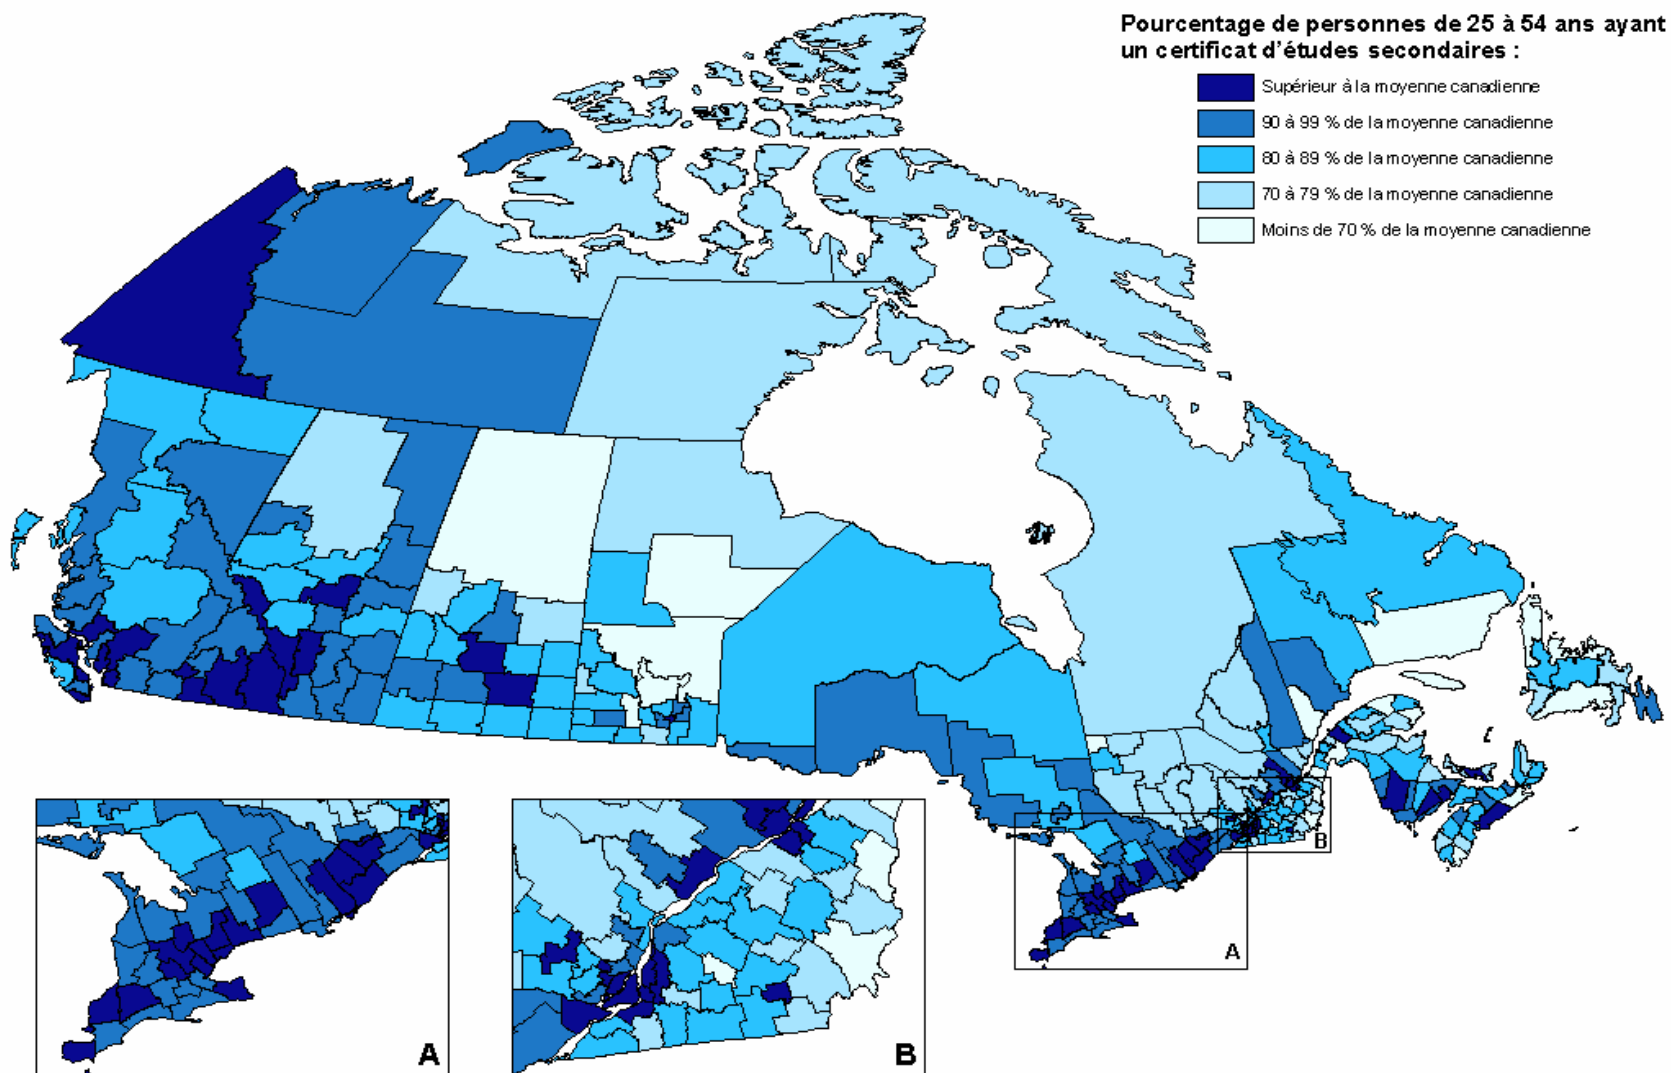 Pourcentage de personnes de 25 à 54 ans ayant
un certificat d'études secondaires :
Supérieur à la moyenne canadienne
90 à 99 % de la moyenne canadienne
80 à 89 % de la moyenne canadienne
70 à 79 % de la moyenne canadienne
Moins de 70 % de la moyenne canadienne
B
A
A
B